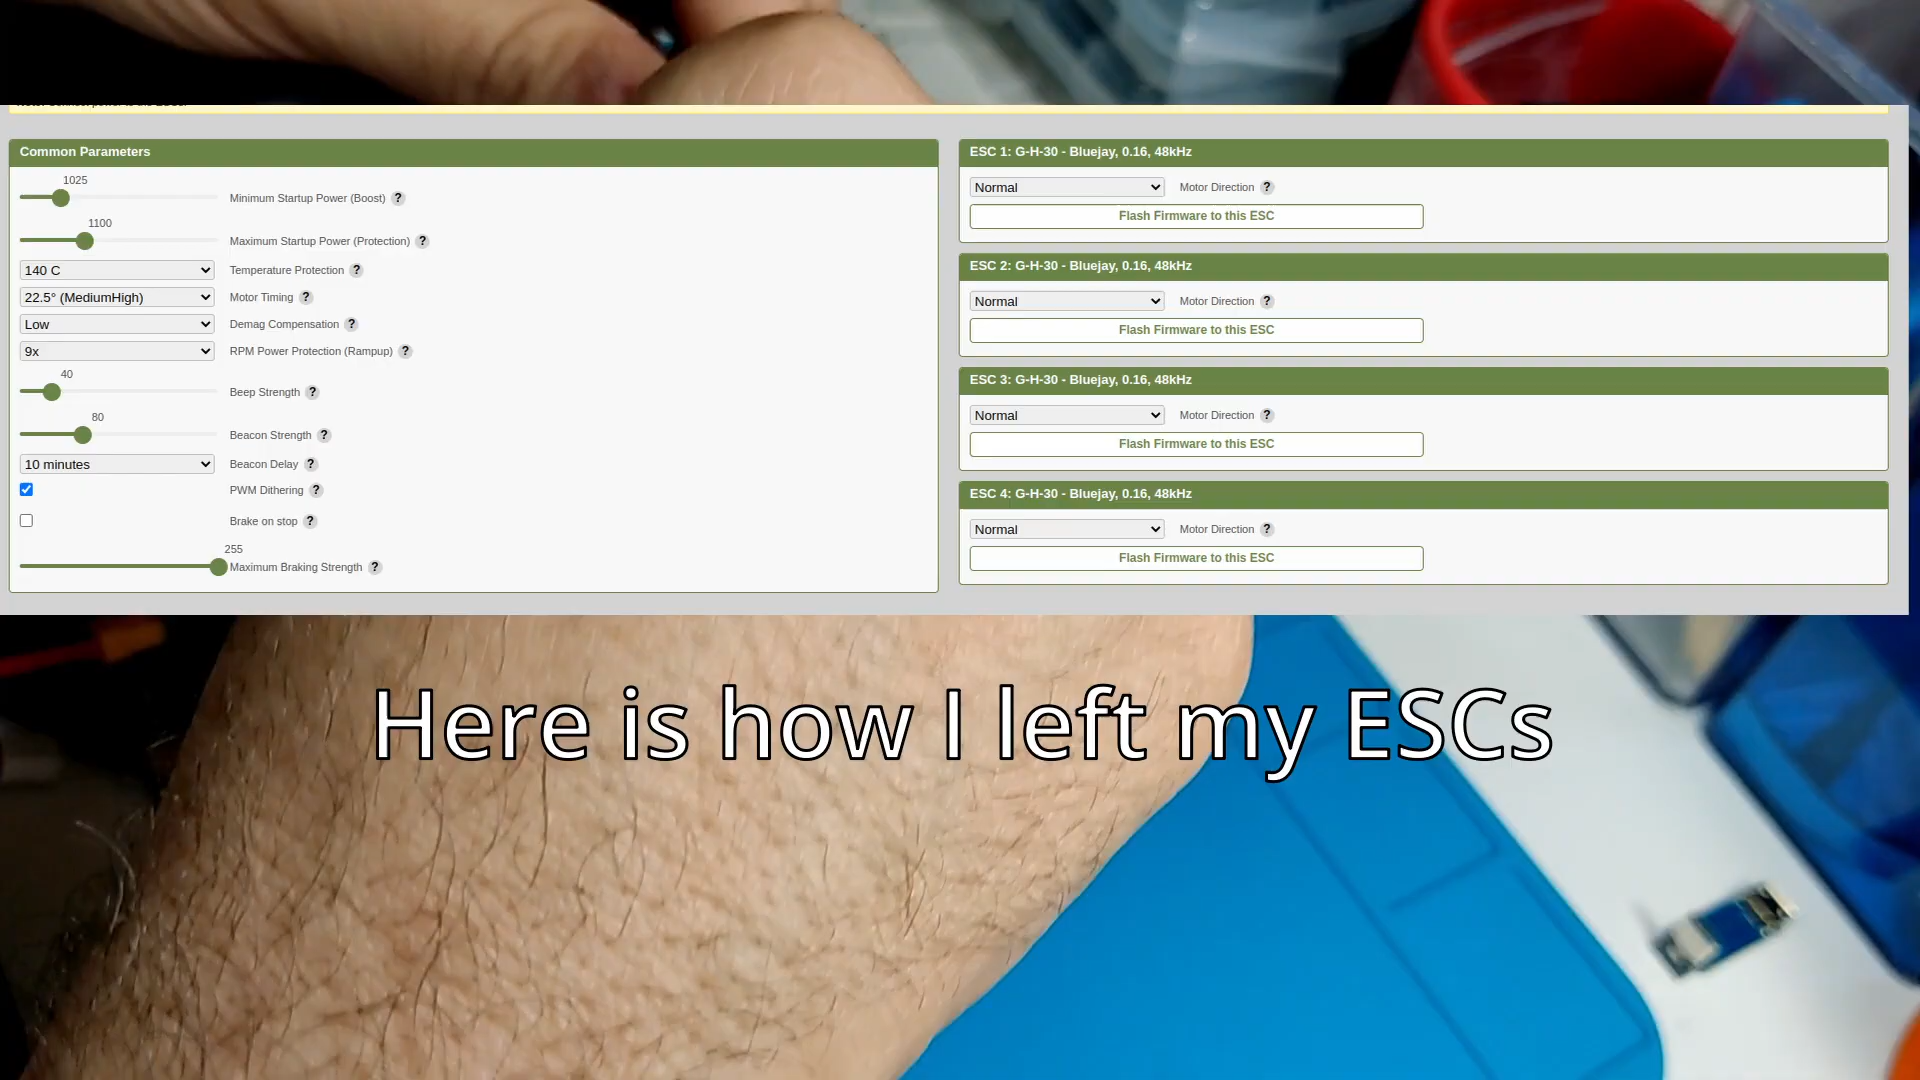 Common Parameters
1025
Minimum Startup Power (Boost) ?
1100
Maximum Startup Power (Protection) ?
140 C
Temperature Protection ?
22.5° (MediumHigh)
Motor Timing ?
Low
Demag Compensation ?
9x
RPM Power Protection (Rampup) ?
40
Beep Strength ?
80
Beacon Strength ?
10 minutes
Beacon Delay ?
PWM Dithering ?
Brake on stop ?
255
Maximum Braking Strength ?
ESC 1: G-H-30 - Bluejay, 0.16, 48kHz
Normal
Motor Direction ?
Flash Firmware to this ESC
ESC 2: G-H-30 - Bluejay, 0.16, 48kHz
Normal
Motor Direction ?
Flash Firmware to this ESC
ESC 3: G-H-30 - Bluejay, 0.16, 48kHz
Normal
Motor Direction ?
Flash Firmware to this ESC
ESC 4: G-H-30 - Bluejay, 0.16, 48kHz
Normal
Motor Direction ?
Flash Firmware to this ESC
Here is how I left my ESCs